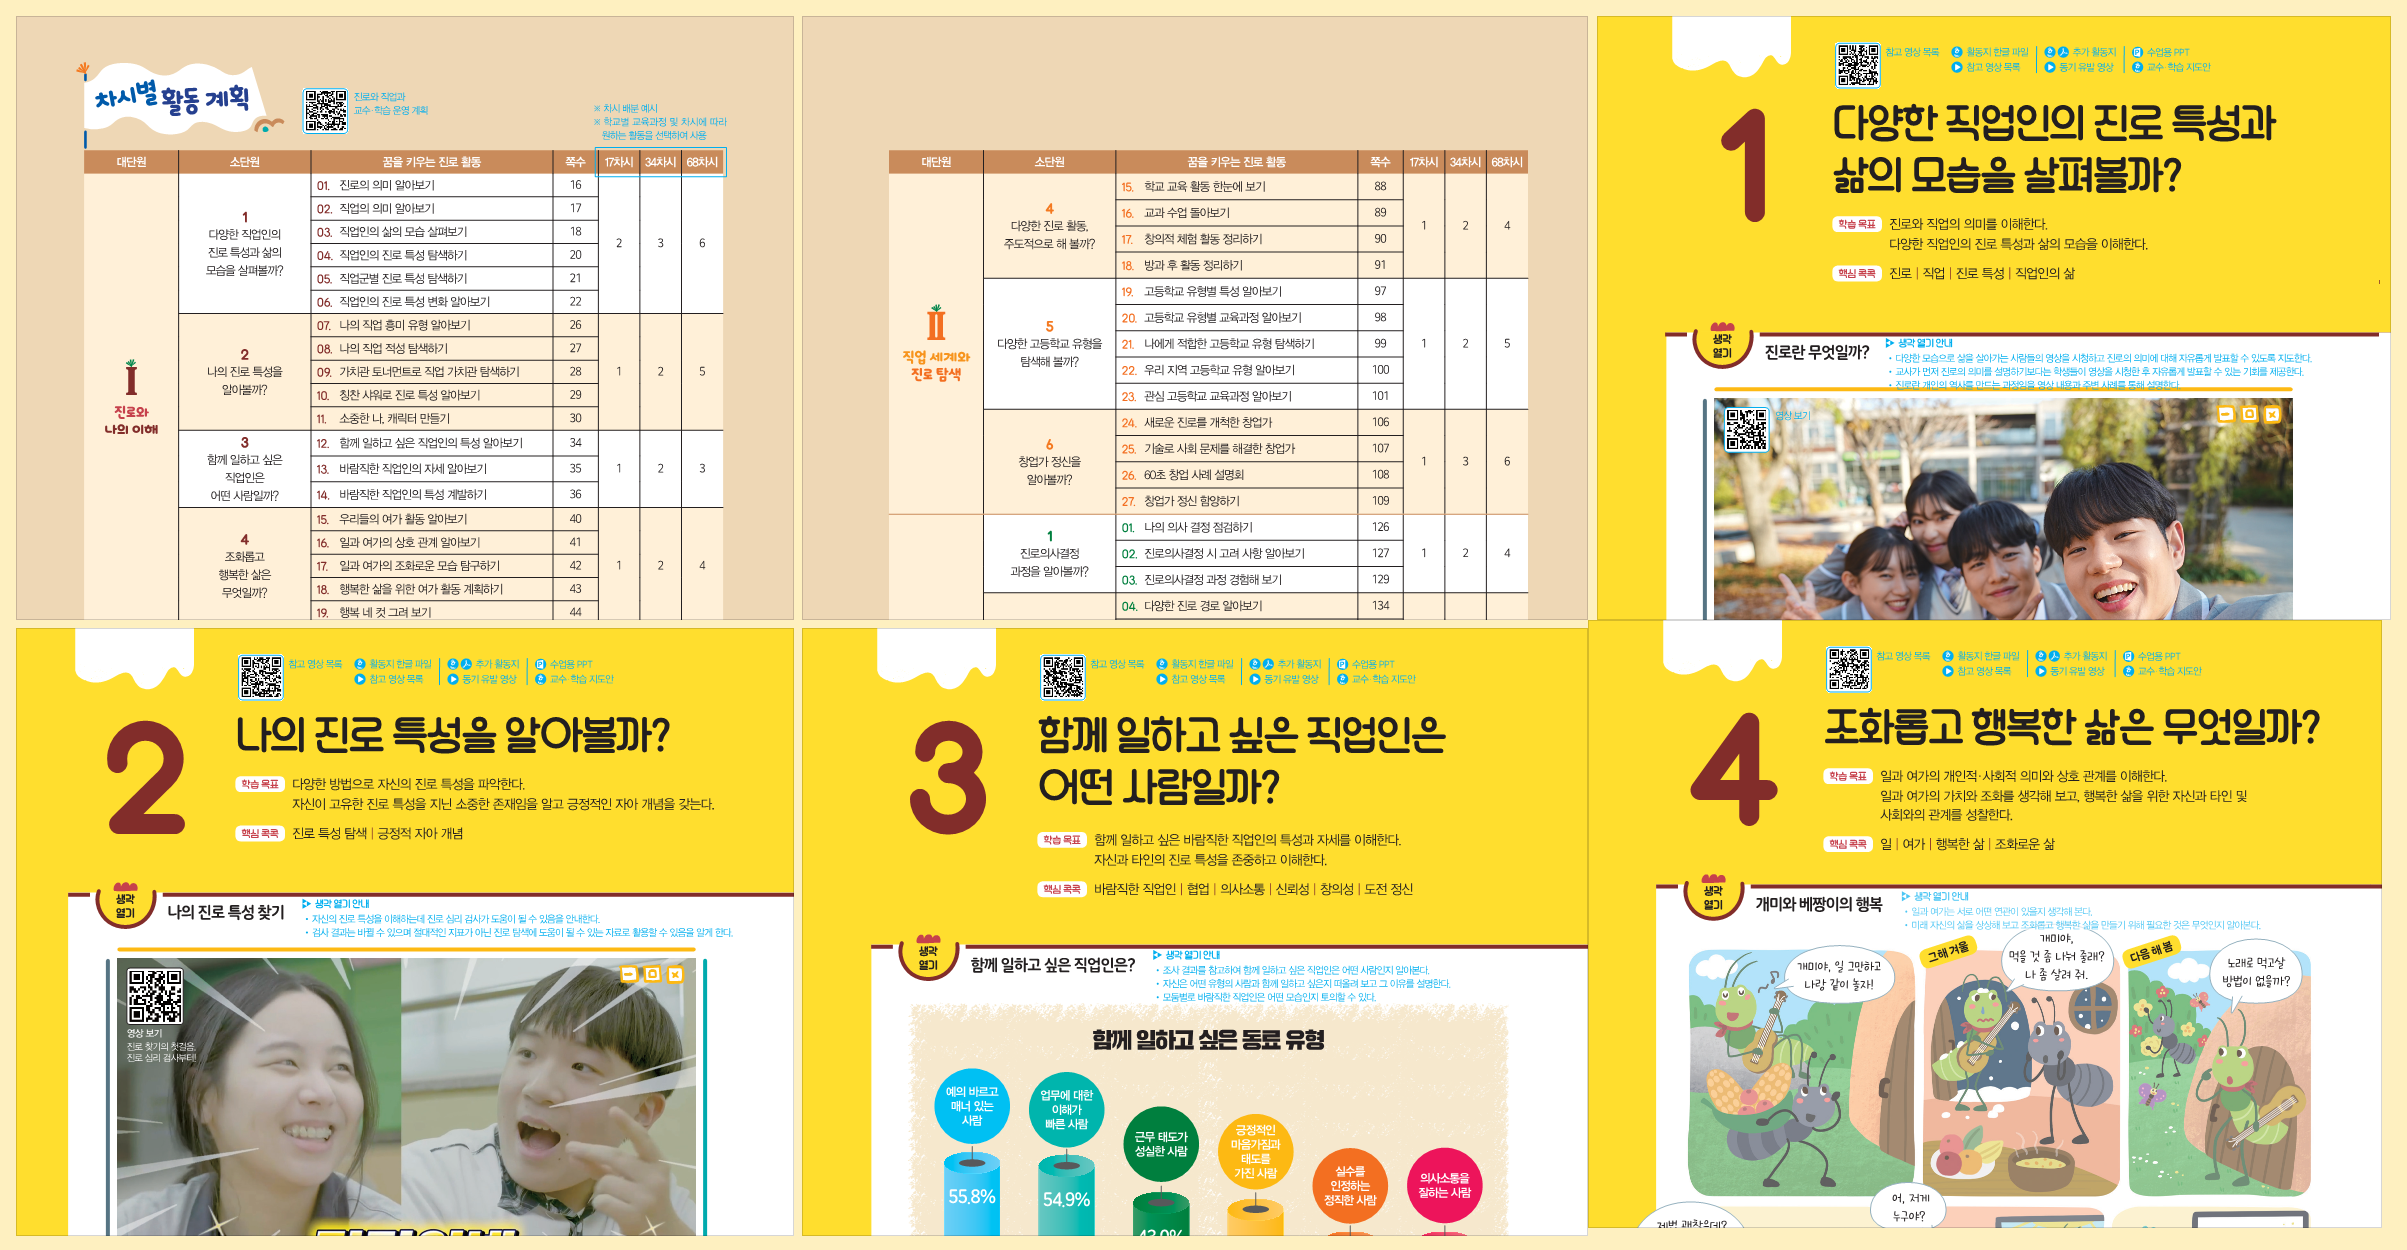 차시별 활동 계획
진로와 직업과
교수·학습 운영 계획
※ 차시 배분 예시
※ 학교별 교육과정 및 차시에 따라
원하는 활동을 선택하여 사용
대단원 소단원 꿈을 키우는 진로 활동 쪽수 17차시 34차시 68차시
I
진로와
나의 이해
1
다양한 직업인의
진로 특성과 삶의
모습을 살펴볼까?
01. 진로의 의미 알아보기 16
02. 직업의 의미 알아보기 17
03. 직업인의 삶의 모습 살펴보기 18
04. 직업인의 진로 특성 탐색하기 20
05. 직업군별 진로 특성 탐색하기 21
06. 직업인의 진로 특성 변화 알아보기 22
2 3 6
2
나의 진로 특성을
알아볼까?
07. 나의 직업 흥미 유형 알아보기 26
08. 나의 직업 적성 탐색하기 27
09. 가치관 토너먼트로 직업 가치관 탐색하기 28
10. 칭찬 샤워로 진로 특성 알아보기 29
11. 소중한 나, 캐릭터 만들기 30
1 2 5
3
함께 일하고 싶은
직업인은
어떤 사람일까?
12. 함께 일하고 싶은 직업인의 특성 알아보기 34
13. 바람직한 직업인의 자세 알아보기 35
14. 바람직한 직업인의 특성 계발하기 36
1 2 3
4
조화롭고
행복한 삶은
무엇일까?
15. 우리들의 여가 활동 알아보기 40
16. 일과 여가의 상호 관계 알아보기 41
17. 일과 여가의 조화로운 모습 탐구하기 42
18. 행복한 삶을 위한 여가 활동 계획하기 43
19. 행복 네 컷 그려 보기 44
1 2 4
대단원 소단원 꿈을 키우는 진로 활동 쪽수 17차시 34차시 68차시
II
직업 세계와
진로 탐색
4
다양한 진로 활동,
주도적으로 해 볼까?
15. 학교 교육 활동 한눈에 보기 88
16. 교과 수업 돌아보기 89
17. 창의적 체험 활동 정리하기 90
18. 방과 후 활동 정리하기 91
1 2 4
5
다양한 고등학교 유형을
탐색해 볼까?
19. 고등학교 유형별 특성 알아보기 97
20. 고등학교 유형별 교육과정 알아보기 98
21. 나에게 적합한 고등학교 유형 탐색하기 99
22. 우리 지역 고등학교 유형 알아보기 100
23. 관심 고등학교 교육과정 알아보기 101
1 2 5
6
창업가 정신을
알아볼까?
24. 새로운 진로를 개척한 창업가 106
25. 기술로 사회 문제를 해결한 창업가 107
26. 60초 창업 사례 설명회 108
27. 창업가 정신 함양하기 109
1 3 6
1
진로의사결정
과정을 알아볼까?
01. 나의 의사 결정 점검하기 126
02. 진로의사결정 시 고려 사항 알아보기 127
03. 진로의사결정 과정 경험해 보기 129
1 2 4
04. 다양한 진로 경로 알아보기 134
참고 영상 목록 활동지 한글 파일 추가 활동지 수업용 PPT
참고 영상 목록 동기 유발 영상 교수·학습 지도안
1
다양한 직업인의 진로 특성과
삶의 모습을 살펴볼까?
학습 목표 진로와 직업의 의미를 이해한다.
다양한 직업인의 진로 특성과 삶의 모습을 이해한다.
핵심 콕콕 진로 | 직업 | 진로 특성 | 직업인의 삶
생각
열기
진로란 무엇일까?
생각 열기 안내
• 다양한 모습으로 삶을 살아가는 사람들의 영상을 시청하고 진로의 의미에 대해 자유롭게 발표할 수 있도록 지도한다.
• 교사가 먼저 진로의 의미를 설명하기보다는 학생들이 영상을 시청한 후 자유롭게 발표할 수 있는 기회를 제공한다.
• 진로란 개인의 역사를 만드는 과정임을 영상 내용과 주변 사례를 통해 설명한다.
영상 보기
참고 영상 목록 활동지 한글 파일 추가 활동지 수업용 PPT
참고 영상 목록 동기 유발 영상 교수·학습 지도안
2
나의 진로 특성을 알아볼까?
학습 목표 다양한 방법으로 자신의 진로 특성을 파악한다.
자신이 고유한 진로 특성을 지닌 소중한 존재임을 알고 긍정적인 자아 개념을 갖는다.
핵심 콕콕 진로 특성 탐색 | 긍정적 자아 개념
생각
열기
나의 진로 특성 찾기
생각 열기 안내
• 자신의 진로 특성을 이해하는데 진로 심리 검사가 도움이 될 수 있음을 안내한다.
• 검사 결과는 바뀔 수 있으며 절대적인 지표가 아닌 진로 탐색에 도움이 될 수 있는 자료로 활용할 수 있음을 알게 한다.
영상 보기
진로 찾기의 첫걸음,
진로 심리 검사부터!
참고 영상 목록 활동지 한글 파일 추가 활동지 수업용 PPT
참고 영상 목록 동기 유발 영상 교수·학습 지도안
3
함께 일하고 싶은 직업인은
어떤 사람일까?
학습 목표 함께 일하고 싶은 바람직한 직업인의 특성과 자세를 이해한다.
자신과 타인의 진로 특성을 존중하고 이해한다.
핵심 콕콕 바람직한 직업인 | 협업 | 의사소통 | 신뢰성 | 창의성 | 도전 정신
생각
열기
함께 일하고 싶은 직업인은?
생각 열기 안내
• 조사 결과를 참고하여 함께 일하고 싶은 직업인은 어떤 사람인지 알아본다.
• 자신은 어떤 유형의 사람과 함께 일하고 싶은지 떠올려 보고 그 이유를 설명한다.
• 모둠별로 바람직한 직업인은 어떤 모습인지 토의할 수 있다.
함께 일하고 싶은 동료 유형
예의 바르고
매너 있는
사람
55.8%
업무에 대한
이해가
빠른 사람
54.9%
근무 태도가
성실한 사람
43.0%
긍정적인
마음가짐과
태도를
가진 사람
실수를
인정하는
정직한 사람
의사소통을
잘하는 사람
참고 영상 목록 활동지 한글 파일 추가 활동지 수업용 PPT
참고 영상 목록 동기 유발 영상 교수·학습 지도안
4
조화롭고 행복한 삶은 무엇일까?
학습 목표 일과 여가의 개인적·사회적 의미와 상호 관계를 이해한다.
일과 여가의 가치와 조화를 생각해 보고, 행복한 삶을 위한 자신과 타인 및
사회와의 관계를 성찰한다.
핵심 콕콕 일 | 여가 | 행복한 삶 | 조화로운 삶
생각
열기
개미와 베짱이의 행복
생각 열기 안내
• 일과 여가는 서로 어떤 연관이 있을지 생각해 본다.
• 미래 자신의 삶을 상상해 보고 조화롭고 행복한 삶을 만들기 위해 필요한 것은 무엇인지 알아본다.
개미야, 일 그만하고
나랑 같이 놀자!
그해 겨울
개미야,
먹을 것 좀 나눠 줄래?
나 좀 살려 줘.
다음 해 봄
노래로 먹고살
방법이 없을까?
제법 괜찮은데?
어, 저게
누구야?